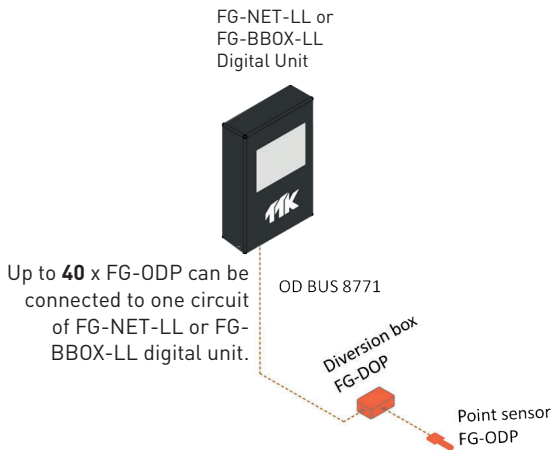 FG-NET-LL or
FG-BBOX-LL
Digital Unit
TTK
Up to 40 x FG-ODP can be
connected to one circuit
of FG-NET-LL or FG-
BBOX-LL digital unit.
OD BUS 8771
Diversion box
FG-DOP
Point sensor
FG-ODP